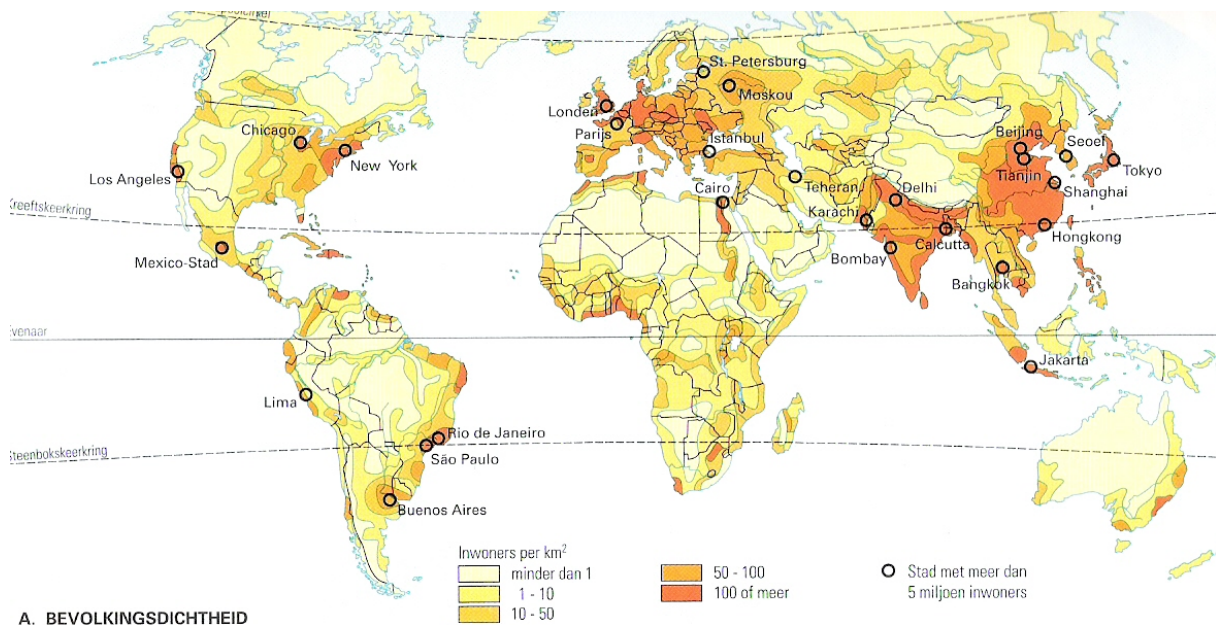 Poolcirkel
St. Petersburg
Moskou
Londen
Parijs
Istanbul
Chicago
New York
Los Angeles
Beijing
Seoel
Tianjin
Tokyo
Shanghai
Teheran
Delhi
Cairo
Karachi
Kreeftskeerkring
Calcutta
Hongkong
Mexico-Stad
Bombay
Bangkok
Evenaar
Jakarta
Lima
Rio de Janeiro
São Paulo
Steenbokskeerkring
Buenos Aires
Inwoners per km²
minder dan 1
1 - 10
10 - 50
50 - 100
100 of meer
Stad met meer dan
5 miljoen inwoners
A. BEVOLKINGSDICHTHEID